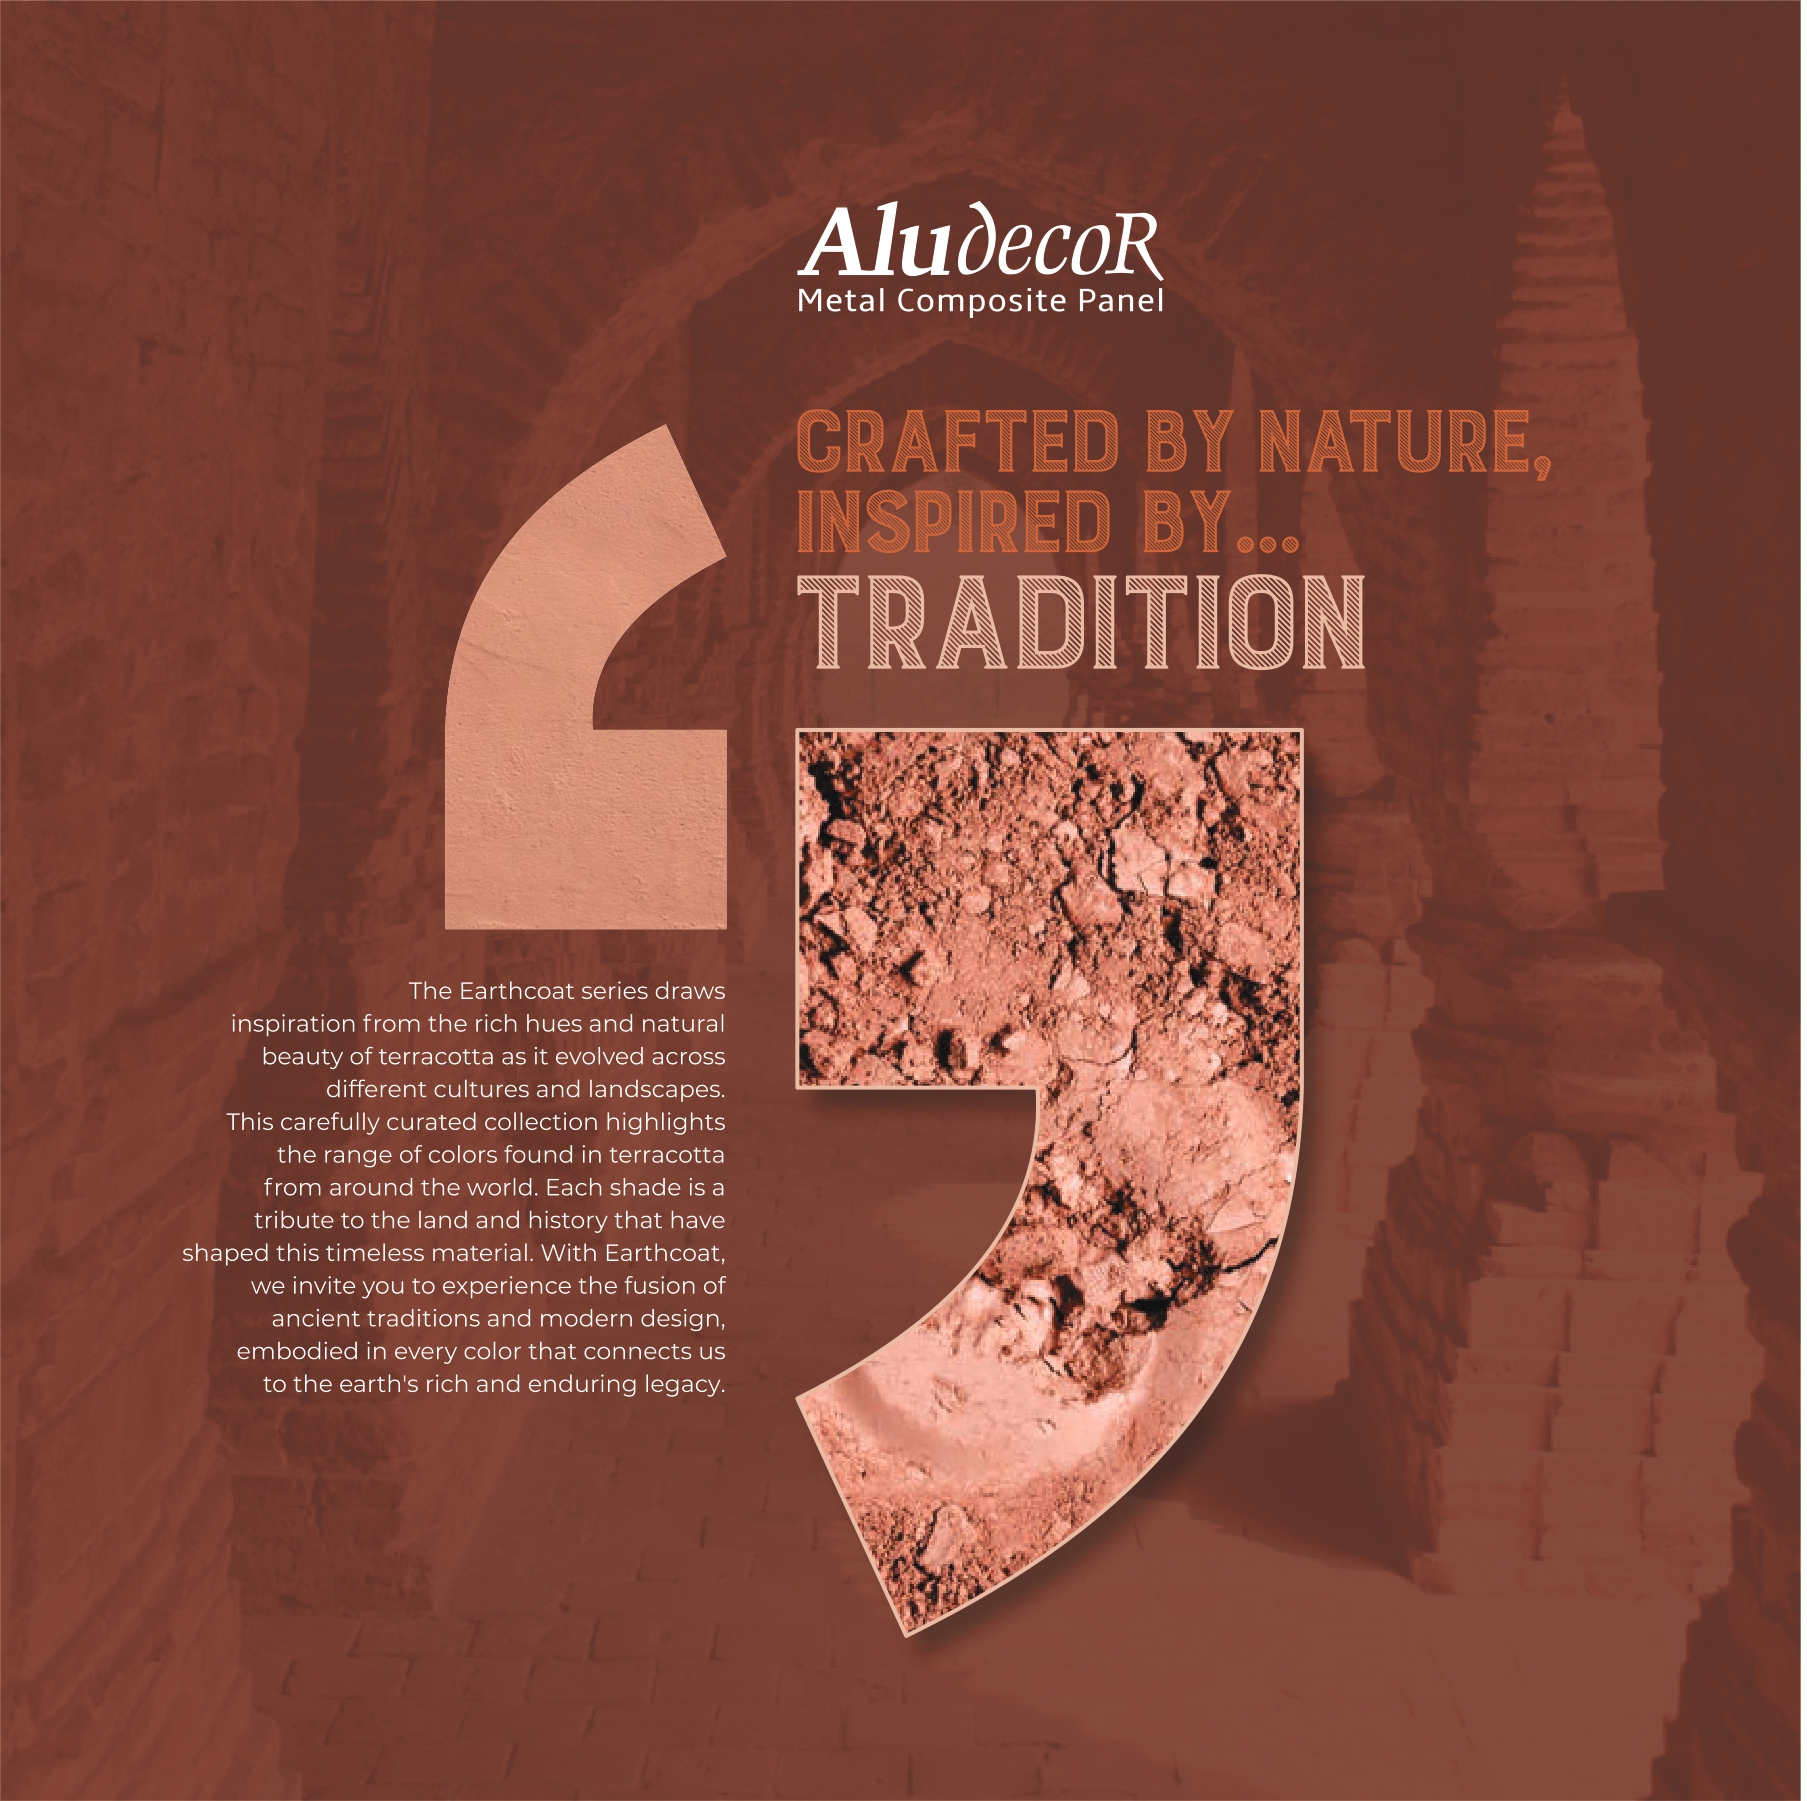 AludecoR
Metal Composite Panel
CRAFTED BY NATURE,
INSPIRED BY...
TRADITION
The Earthcoat series draws
inspiration from the rich hues and natural
beauty of terracotta as it evolved across
different cultures and landscapes.
This carefully curated collection highlights
the range of colors found in terracotta
from around the world. Each shade is a
tribute to the land and history that have
shaped this timeless material. With Earthcoat,
we invite you to experience the fusion of
ancient traditions and modern design,
embodied in every color that connects us
to the earth's rich and enduring legacy.